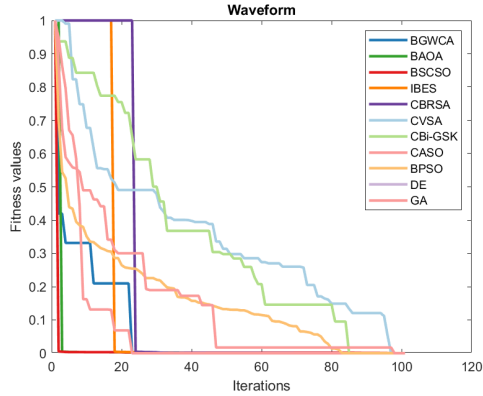 Waveform
Fitness values
1
0.9
0.8
0.7
0.6
0.5
0.4
0.3
0.2
0.1
0
BGWCA
BAOA
BSCSO
IBES
CBRSA
CVSA
CBi-GSK
CASO
BPSO
DE
GA
0 20 40 60 80 100 120
Iterations